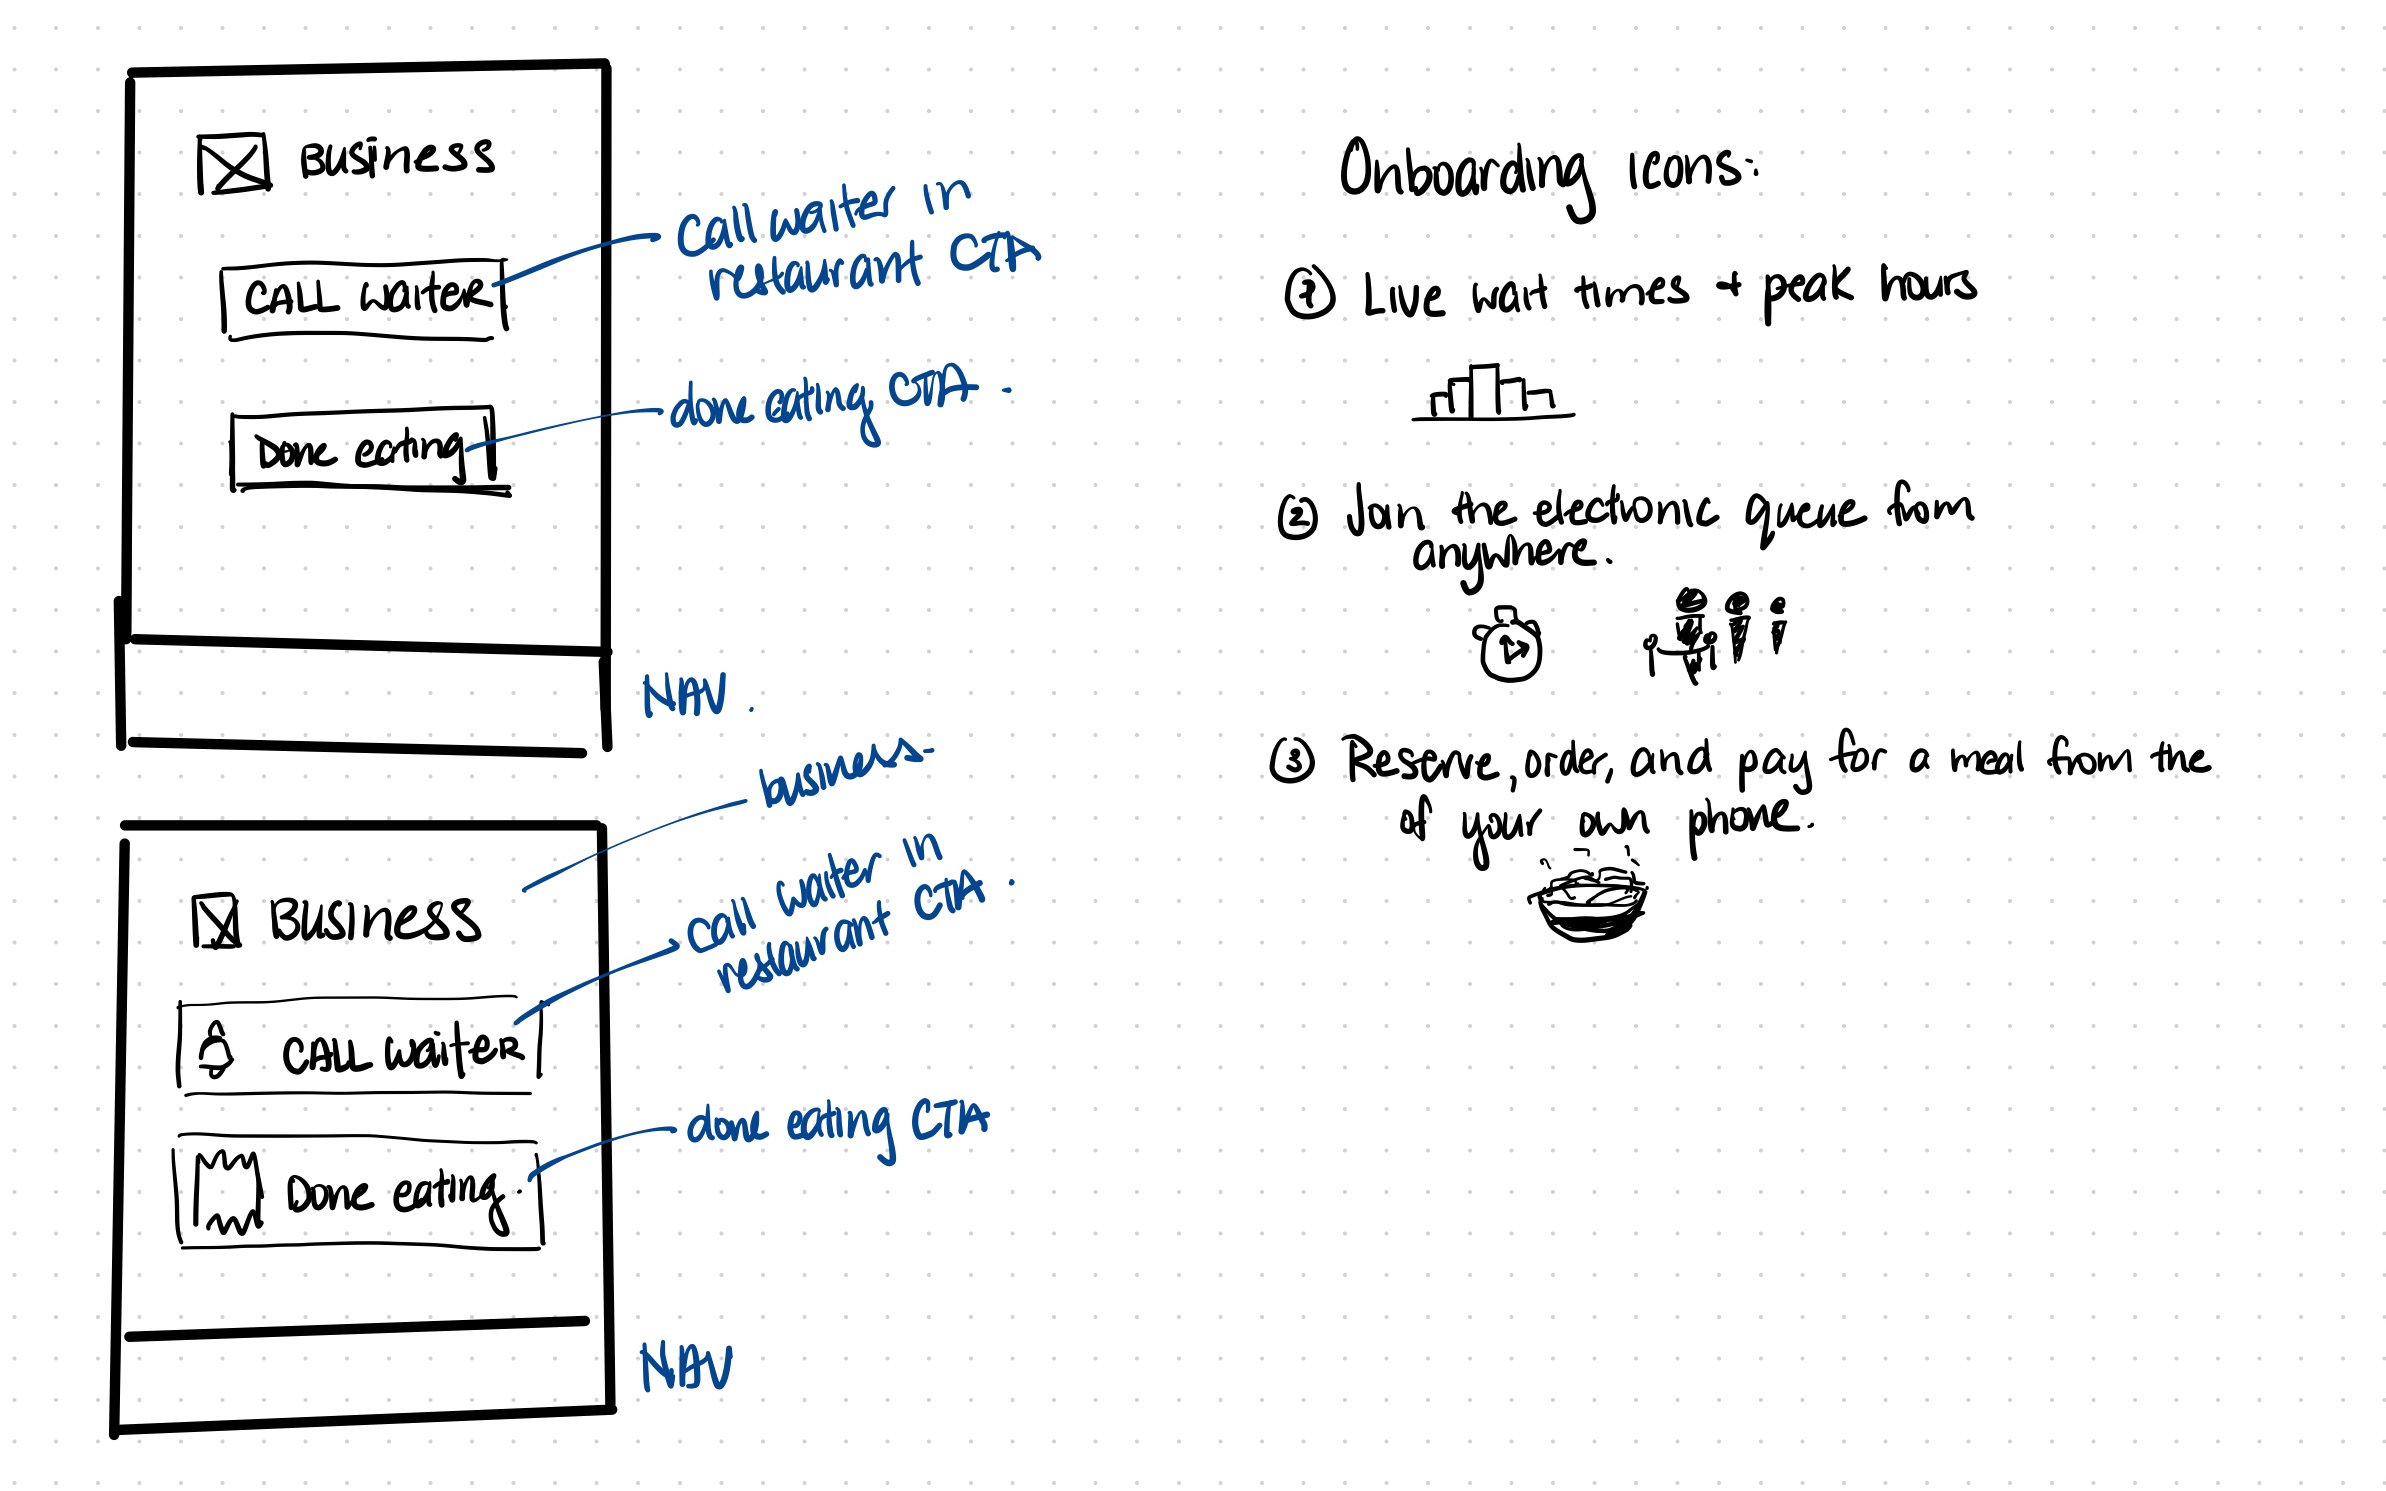 Business
CALL waiter
Done eating
Call waiter in
restaurant CTA
done eating CTA.
NAV.
business
Business
CALL waiter
Done eating.
call waiter in
restaurant CTA.
done eating CTA
NAV
Onboarding icons:
1 Live wait times + peak hours
2 Join the electronic queue from
anywhere.
3 Reserve, order, and pay for a meal from the
of your own phone.